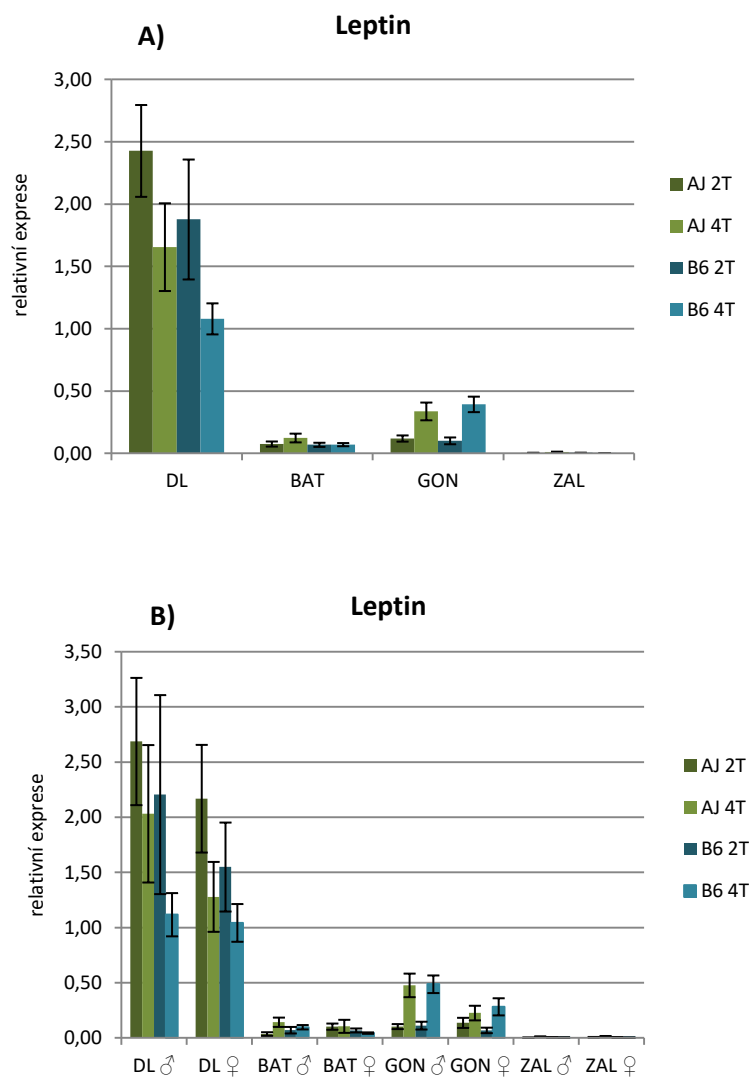 A)
Leptin
3,00
2,50
2,00
1,50
1,00
0,50
0,00
relativní exprese
DL BAT GON ZAL
AJ 2T
AJ 4T
B6 2T
B6 4T
B)
Leptin
3,50
3,00
2,50
2,00
1,50
1,00
0,50
0,00
relativní exprese
DL ♂ DL ♀ BAT ♂ BAT ♀ GON ♂ GON ♀ ZAL ♂ ZAL ♀
AJ 2T
AJ 4T
B6 2T
B6 4T